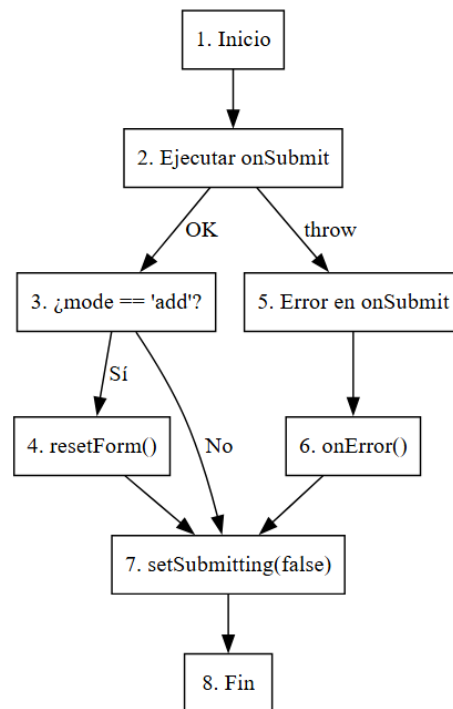 1. Inicio
2. Ejecutar onSubmit
OK
throw
3. ¿mode == 'add'?
5. Error en onSubmit
Sí
No
4. resetForm()
6. onError()
7. setSubmitting(false)
8. Fin